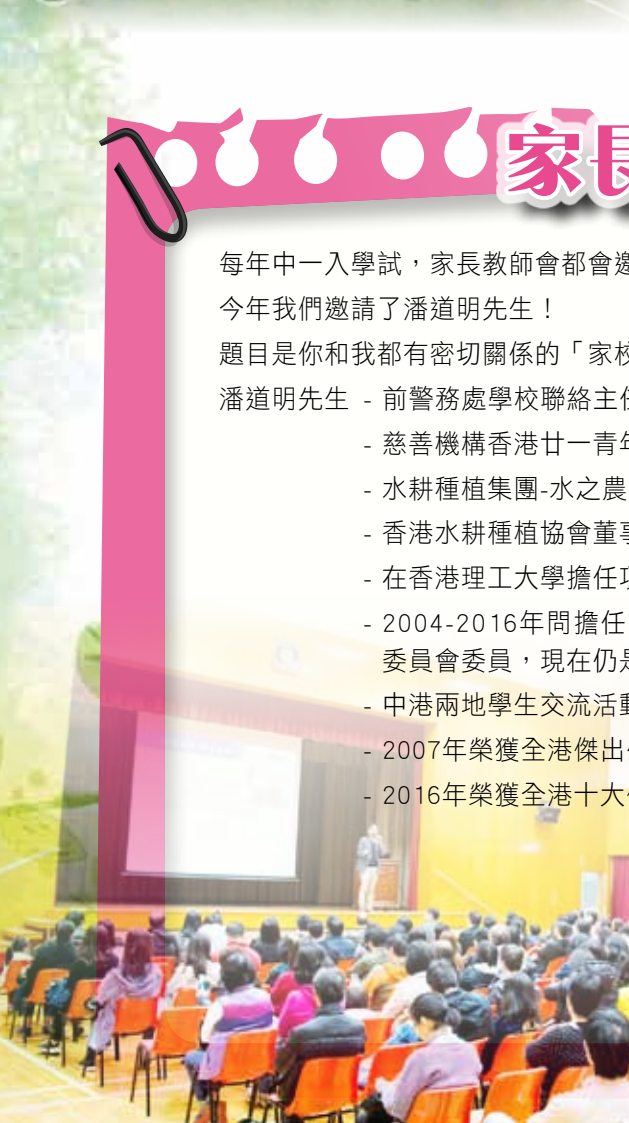 家長
每年中一入學試，家長教師會都會邀
今年我們邀請了潘道明先生！
題目是你和我都有密切關係的「家校
潘道明先生 - 前警務處學校聯絡主任
- 慈善機構香港廿一青年
- 水耕種植集團-水之農
- 香港水耕種植協會董事
- 在香港理工大學擔任項
- 2004-2016年問擔任
委員會委員，現在仍是
- 中港兩地學生交流活動
- 2007年榮獲全港傑出
- 2016年榮獲全港十大